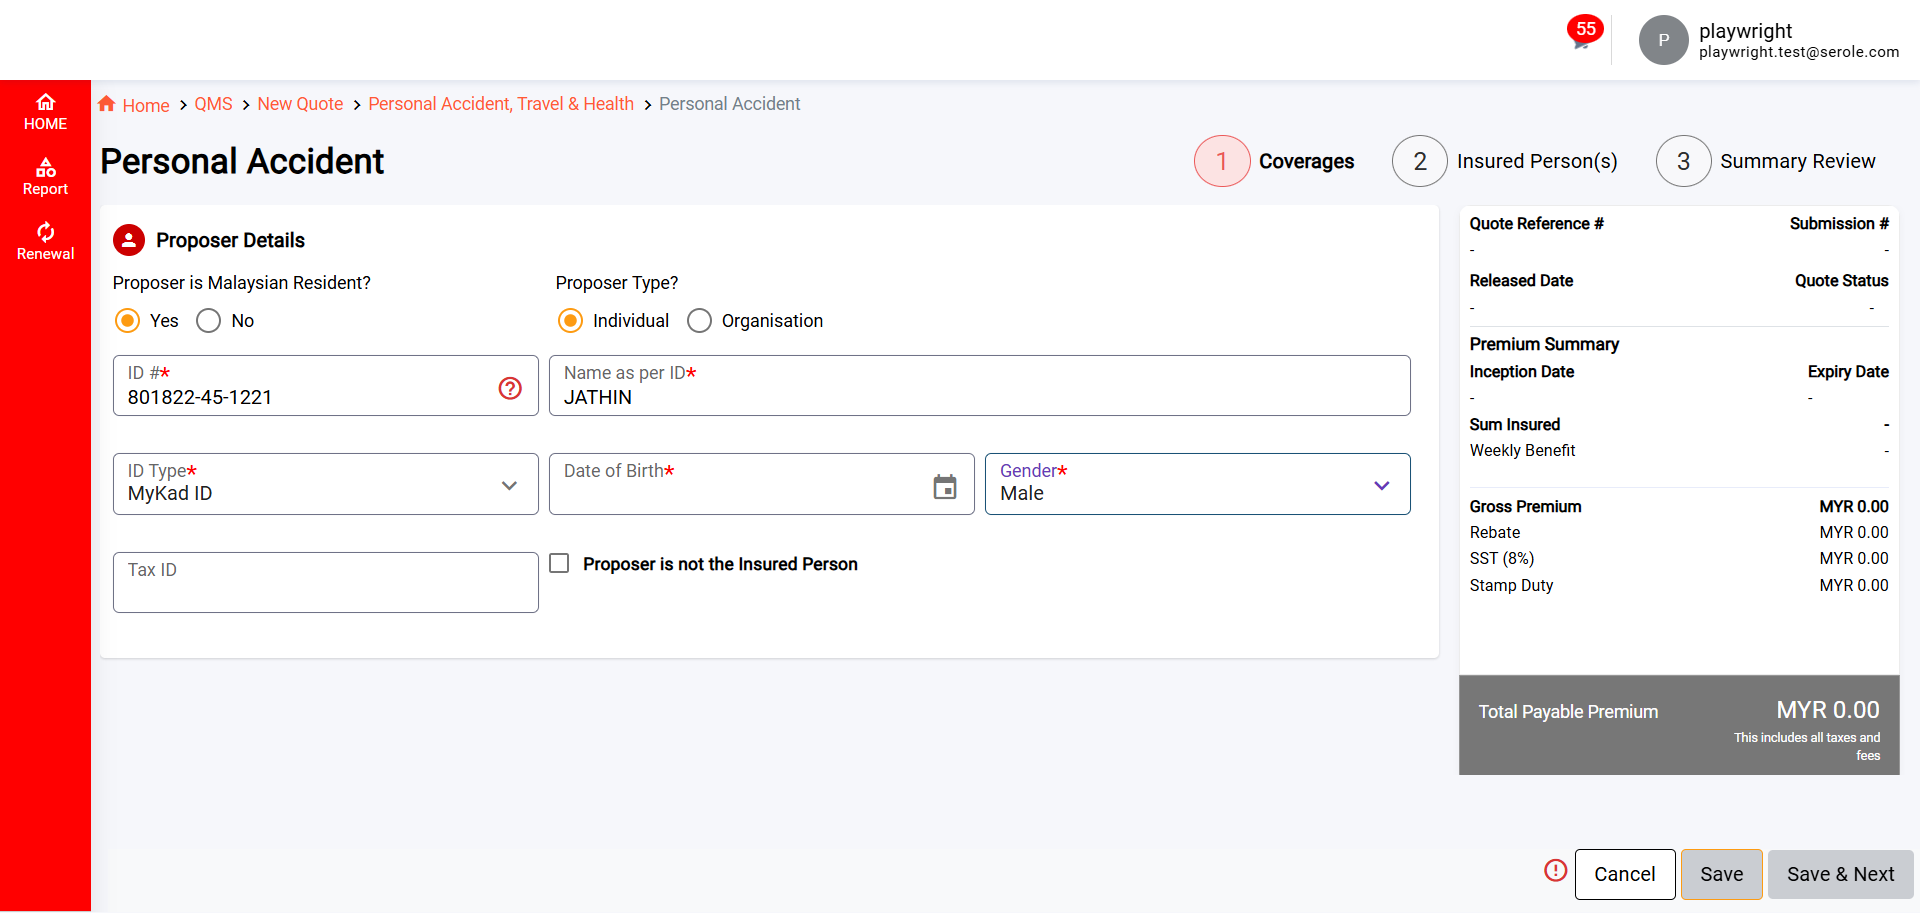 55
P
playwright
playwright.test@serole.com
HOME
Report
Renewal
Home > QMS > New Quote > Personal Accident, Travel & Health > Personal Accident
Personal Accident
1 Coverages 2 Insured Person(s) 3 Summary Review
Proposer Details
Proposer is Malaysian Resident? Proposer Type?
Yes No Individual Organisation
ID #* Name as per ID*
801822-45-1221 JATHIN
ID Type* Date of Birth* Gender*
MyKad ID Male
Tax ID Proposer is not the Insured Person
Quote Reference # Submission #
- -
Released Date Quote Status
- -
Premium Summary
Inception Date Expiry Date
- -
Sum Insured -
Weekly Benefit -
Gross Premium MYR 0.00
Rebate MYR 0.00
SST (8%) MYR 0.00
Stamp Duty MYR 0.00
Total Payable Premium MYR 0.00
This includes all taxes and
fees
Cancel Save Save & Next